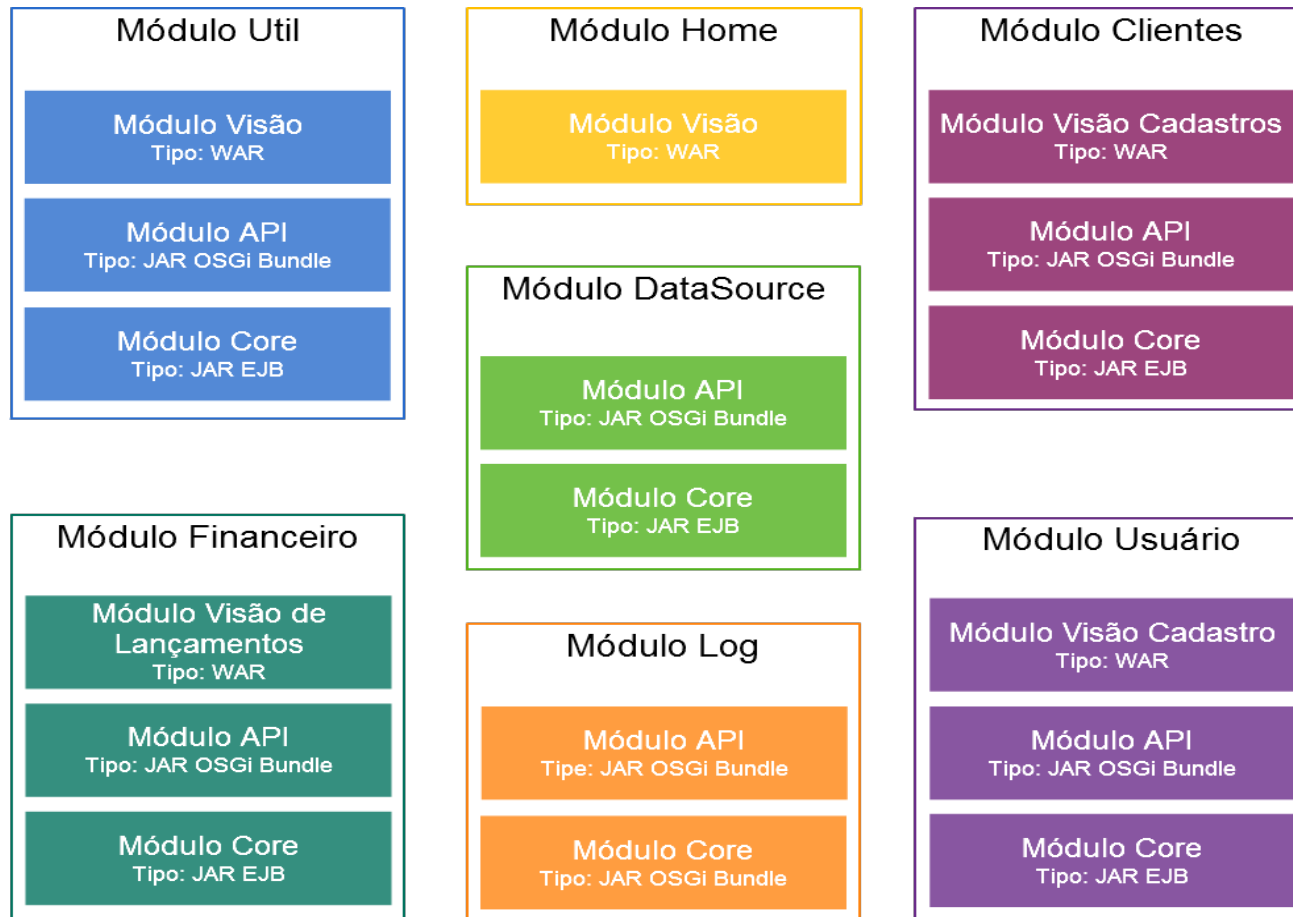 Módulo Util
Módulo Visão
Tipo: WAR
Módulo API
Tipo: JAR OSGi Bundle
Módulo Core
Tipo: JAR EJB
Módulo Home
Módulo Visão
Tipo: WAR
Módulo Clientes
Módulo Visão Cadastros
Tipo: WAR
Módulo API
Tipo: JAR OSGi Bundle
Módulo Core
Tipo: JAR EJB
Módulo DataSource
Módulo API
Tipo: JAR OSGi Bundle
Módulo Core
Tipo: JAR EJB
Módulo Financeiro
Módulo Visão de
Lançamentos
Tipo: WAR
Módulo API
Tipo: JAR OSGi Bundle
Módulo Core
Tipo: JAR EJB
Módulo Log
Módulo API
Tipe: JAR OSGi Bundle
Módulo Core
Tipo: JAR OSGi Bundle
Módulo Usuário
Módulo Visão Cadastro
Tipo: WAR
Módulo API
Tipo: JAR OSGi Bundle
Módulo Core
Tipo: JAR EJB